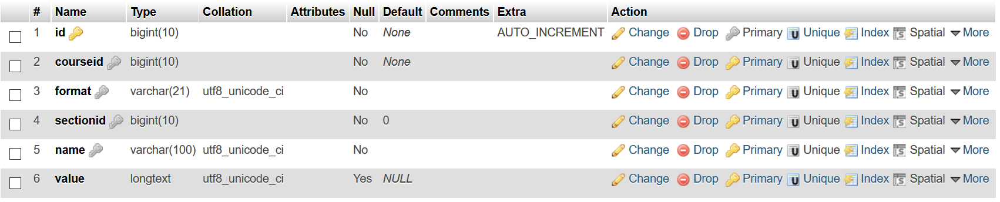 # Name Type Collation Attributes Null Default Comments Extra Action
1 id bigint(10) No None AUTO_INCREMENT Change Drop Primary Unique Index Spatial More
2 courseid bigint(10) No None Change Drop Primary Unique Index Spatial More
3 format varchar(21) utf8_unicode_ci No Change Drop Primary Unique Index Spatial More
4 sectionid bigint(10) No 0 Change Drop Primary Unique Index Spatial More
5 name varchar(100) utf8_unicode_ci No Change Drop Primary Unique Index Spatial More
6 value longtext utf8_unicode_ci Yes NULL Change Drop Primary Unique Index Spatial More